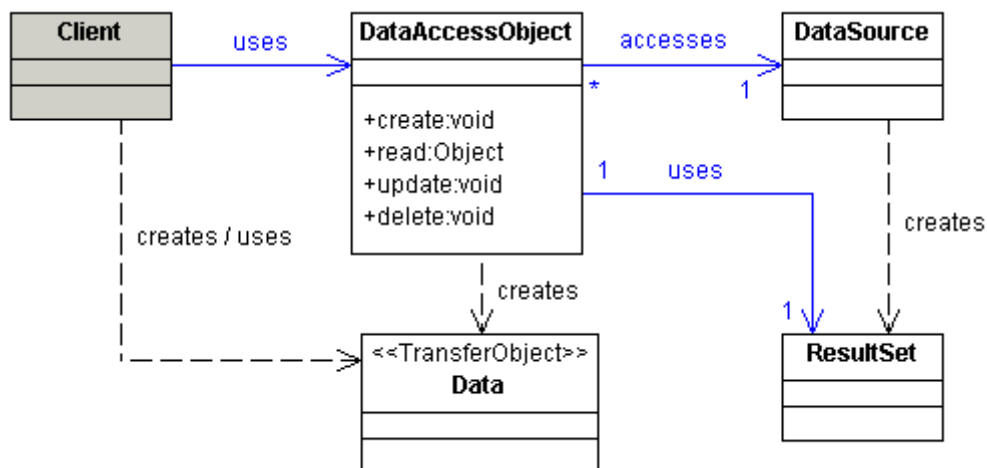 Client
uses
DataAccessObject
accesses
DataSource
*
1
+create:void
+read:Object
+update:void
+delete:void
1
uses
creates / uses
creates
creates
1
<<TransferObject>>
Data
ResultSet